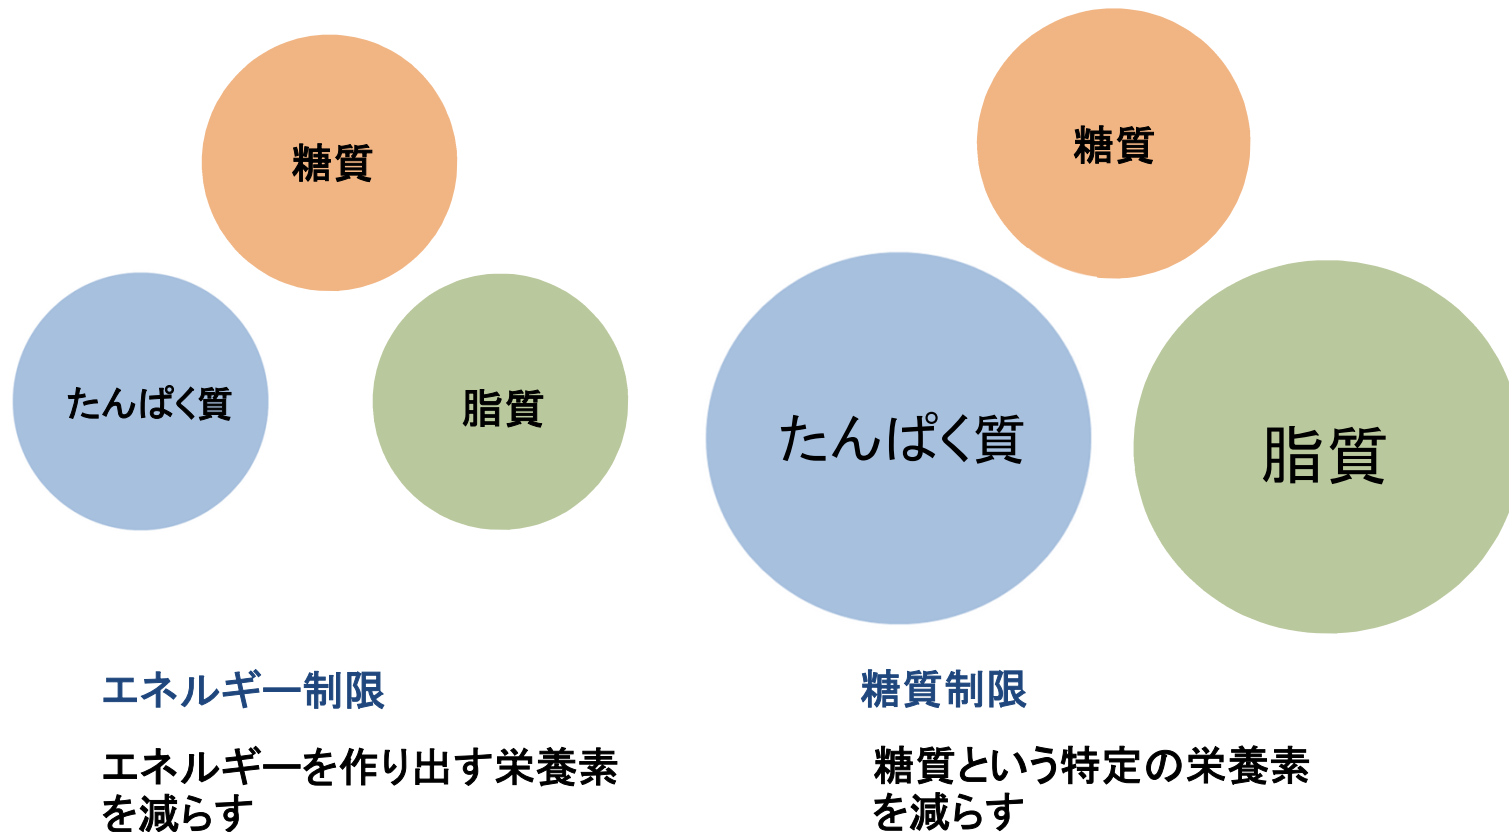 糖質
たんぱく質
脂質
エネルギー制限
エネルギーを作り出す栄養素
を減らす
糖質
たんぱく質
脂質
糖質制限
糖質という特定の栄養素
を減らす